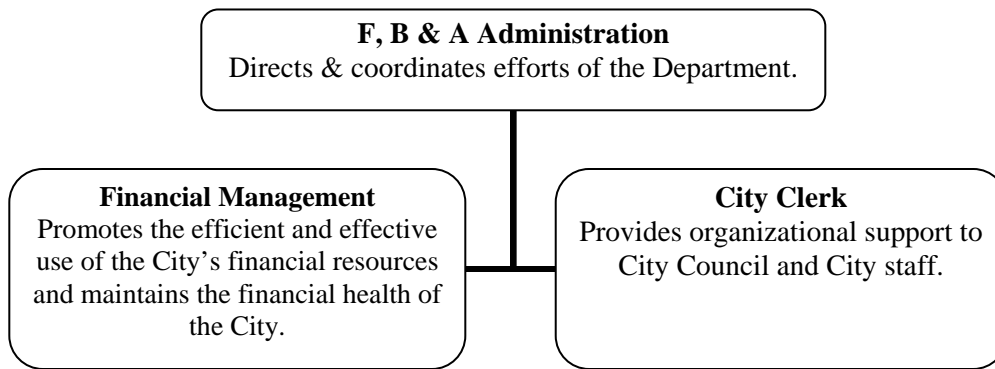 F, B & A Administration
Directs & coordinates efforts of the Department.
Financial Management
Promotes the efficient and effective
use of the City’s financial resources
and maintains the financial health of
the City.
City Clerk
Provides organizational support to
City Council and City staff.